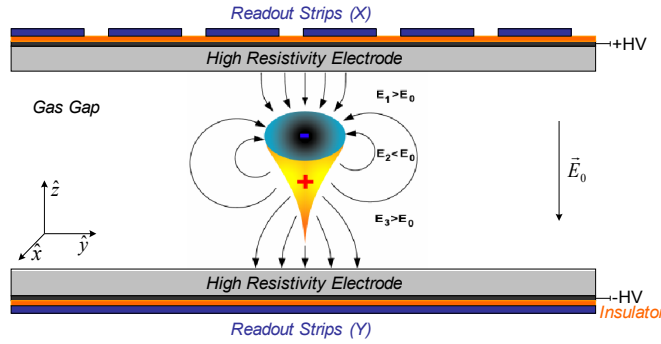 Readout Strips (X)
+HV
High Resistivity Electrode
Gas Gap
E₁>E₀
-
E₂<E₀
+
E₃>E₀
E⃗₀
ẑ
ŷ
x̂
High Resistivity Electrode
-HV
Insulator
Readout Strips (Y)